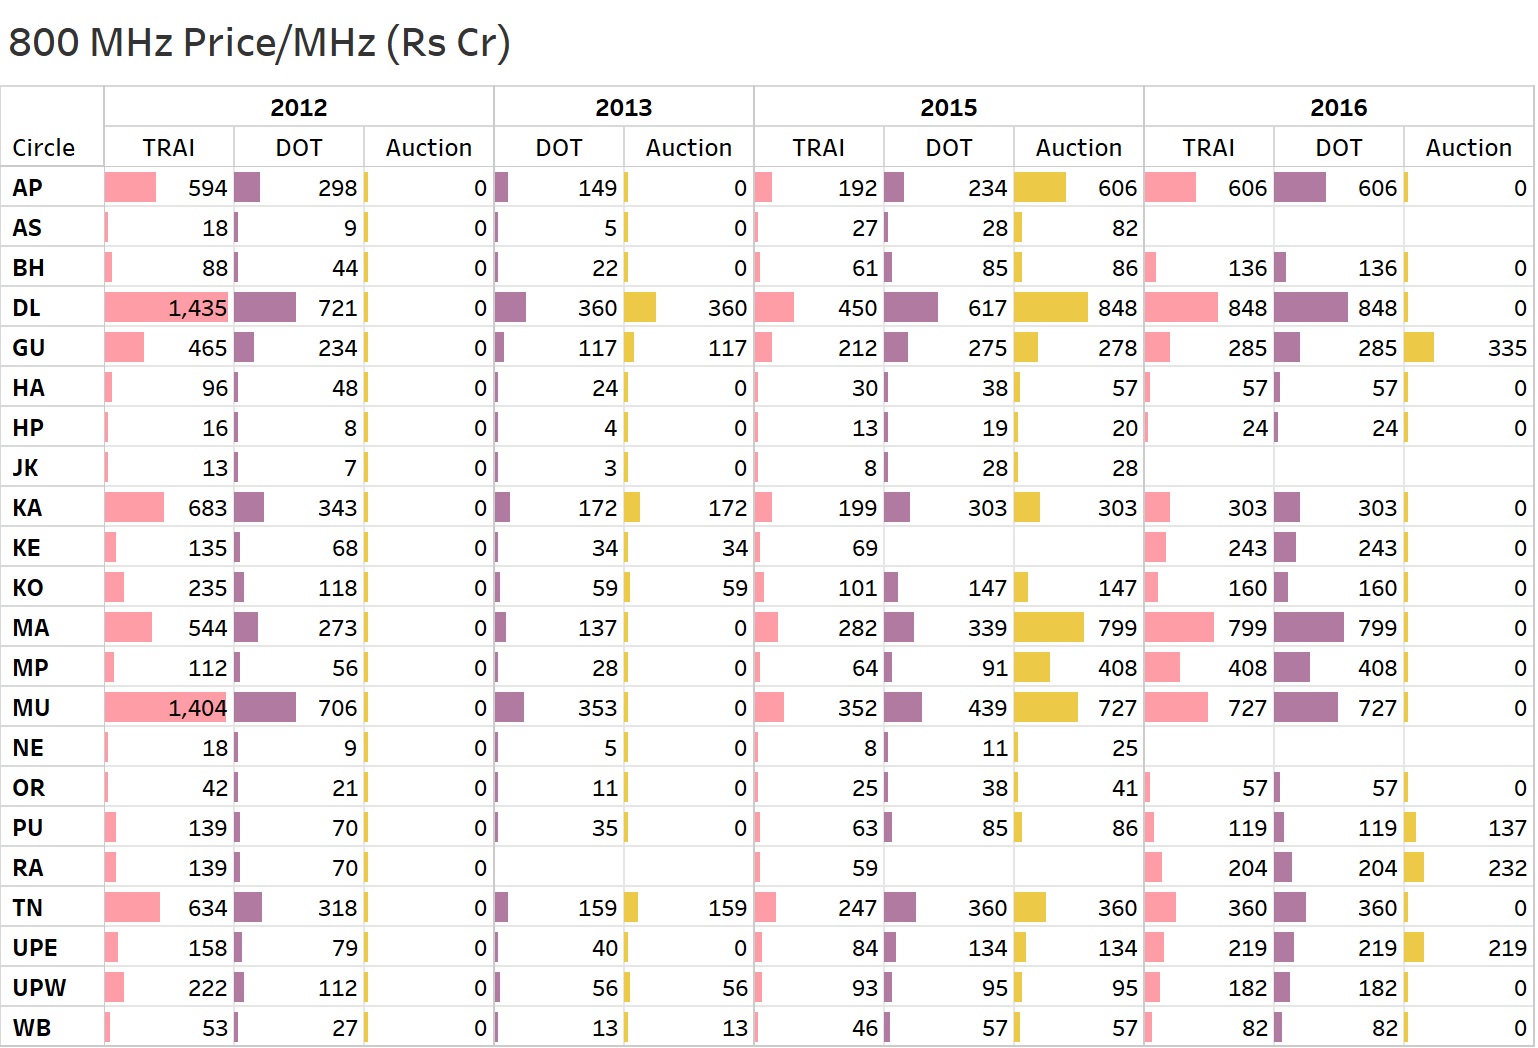 800 MHz Price/MHz (Rs Cr)
2012 2013 2015 2016
Circle TRAI DOT Auction DOT Auction TRAI DOT Auction TRAI DOT Auction
AP 594 298 0 149 0 192 234 606 606 606 0
AS 18 9 0 5 0 27 28 82
BH 88 44 0 22 0 61 85 86 136 136 0
DL 1,435 721 0 360 360 450 617 848 848 848 0
GU 465 234 0 117 117 212 275 278 285 285 335
HA 96 48 0 24 0 30 38 57 57 57 0
HP 16 8 0 4 0 13 19 20 24 24 0
JK 13 7 0 3 0 8 28 28
KA 683 343 0 172 172 199 303 303 303 303 0
KE 135 68 0 34 34 69 243 243 0
KO 235 118 0 59 59 101 147 147 160 160 0
MA 544 273 0 137 0 282 339 799 799 799 0
MP 112 56 0 28 0 64 91 408 408 408 0
MU 1,404 706 0 353 0 352 439 727 727 727 0
NE 18 9 0 5 0 8 11 25
OR 42 21 0 11 0 25 38 41 57 57 0
PU 139 70 0 35 0 63 85 86 119 119 137
RA 139 70 0 59 204 204 232
TN 634 318 0 159 159 247 360 360 360 360 0
UPE 158 79 0 40 0 84 134 134 219 219 219
UPW 222 112 0 56 56 93 95 95 182 182 0
WB 53 27 0 13 13 46 57 57 82 82 0